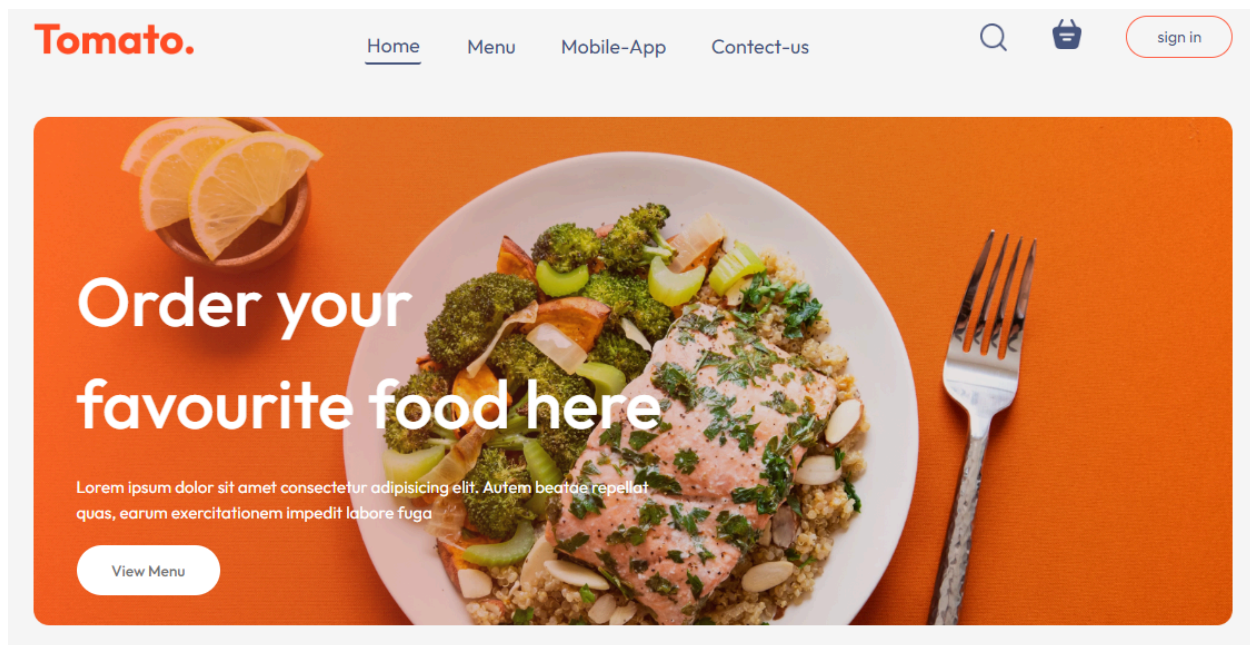 Tomato.
Home Menu Mobile-App Contect-us
sign in
Order your
favourite food here
Lorem ipsum dolor sit amet consectetur adipisicing elit. Autem beatae repellat
quas, earum exercitationem impedit labore fuga
View Menu